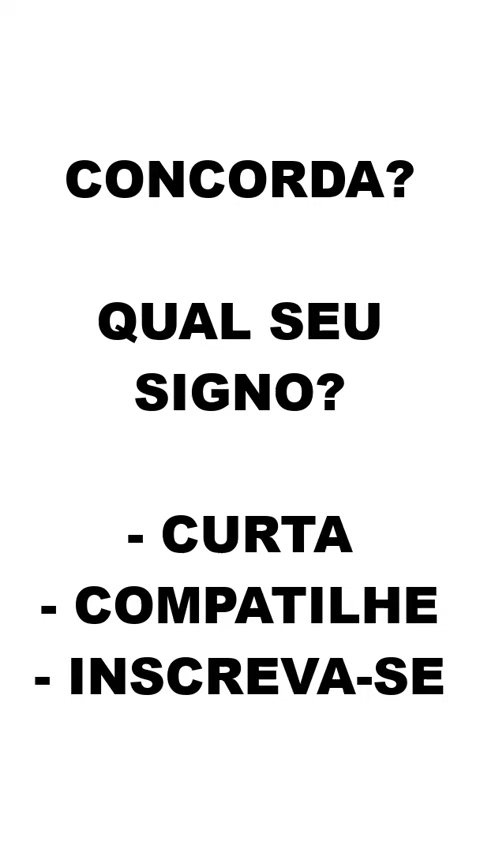 CONCORDA?
QUAL SEU
SIGNO?
- CURTA
- COMPATILHE
- INSCREVA-SE